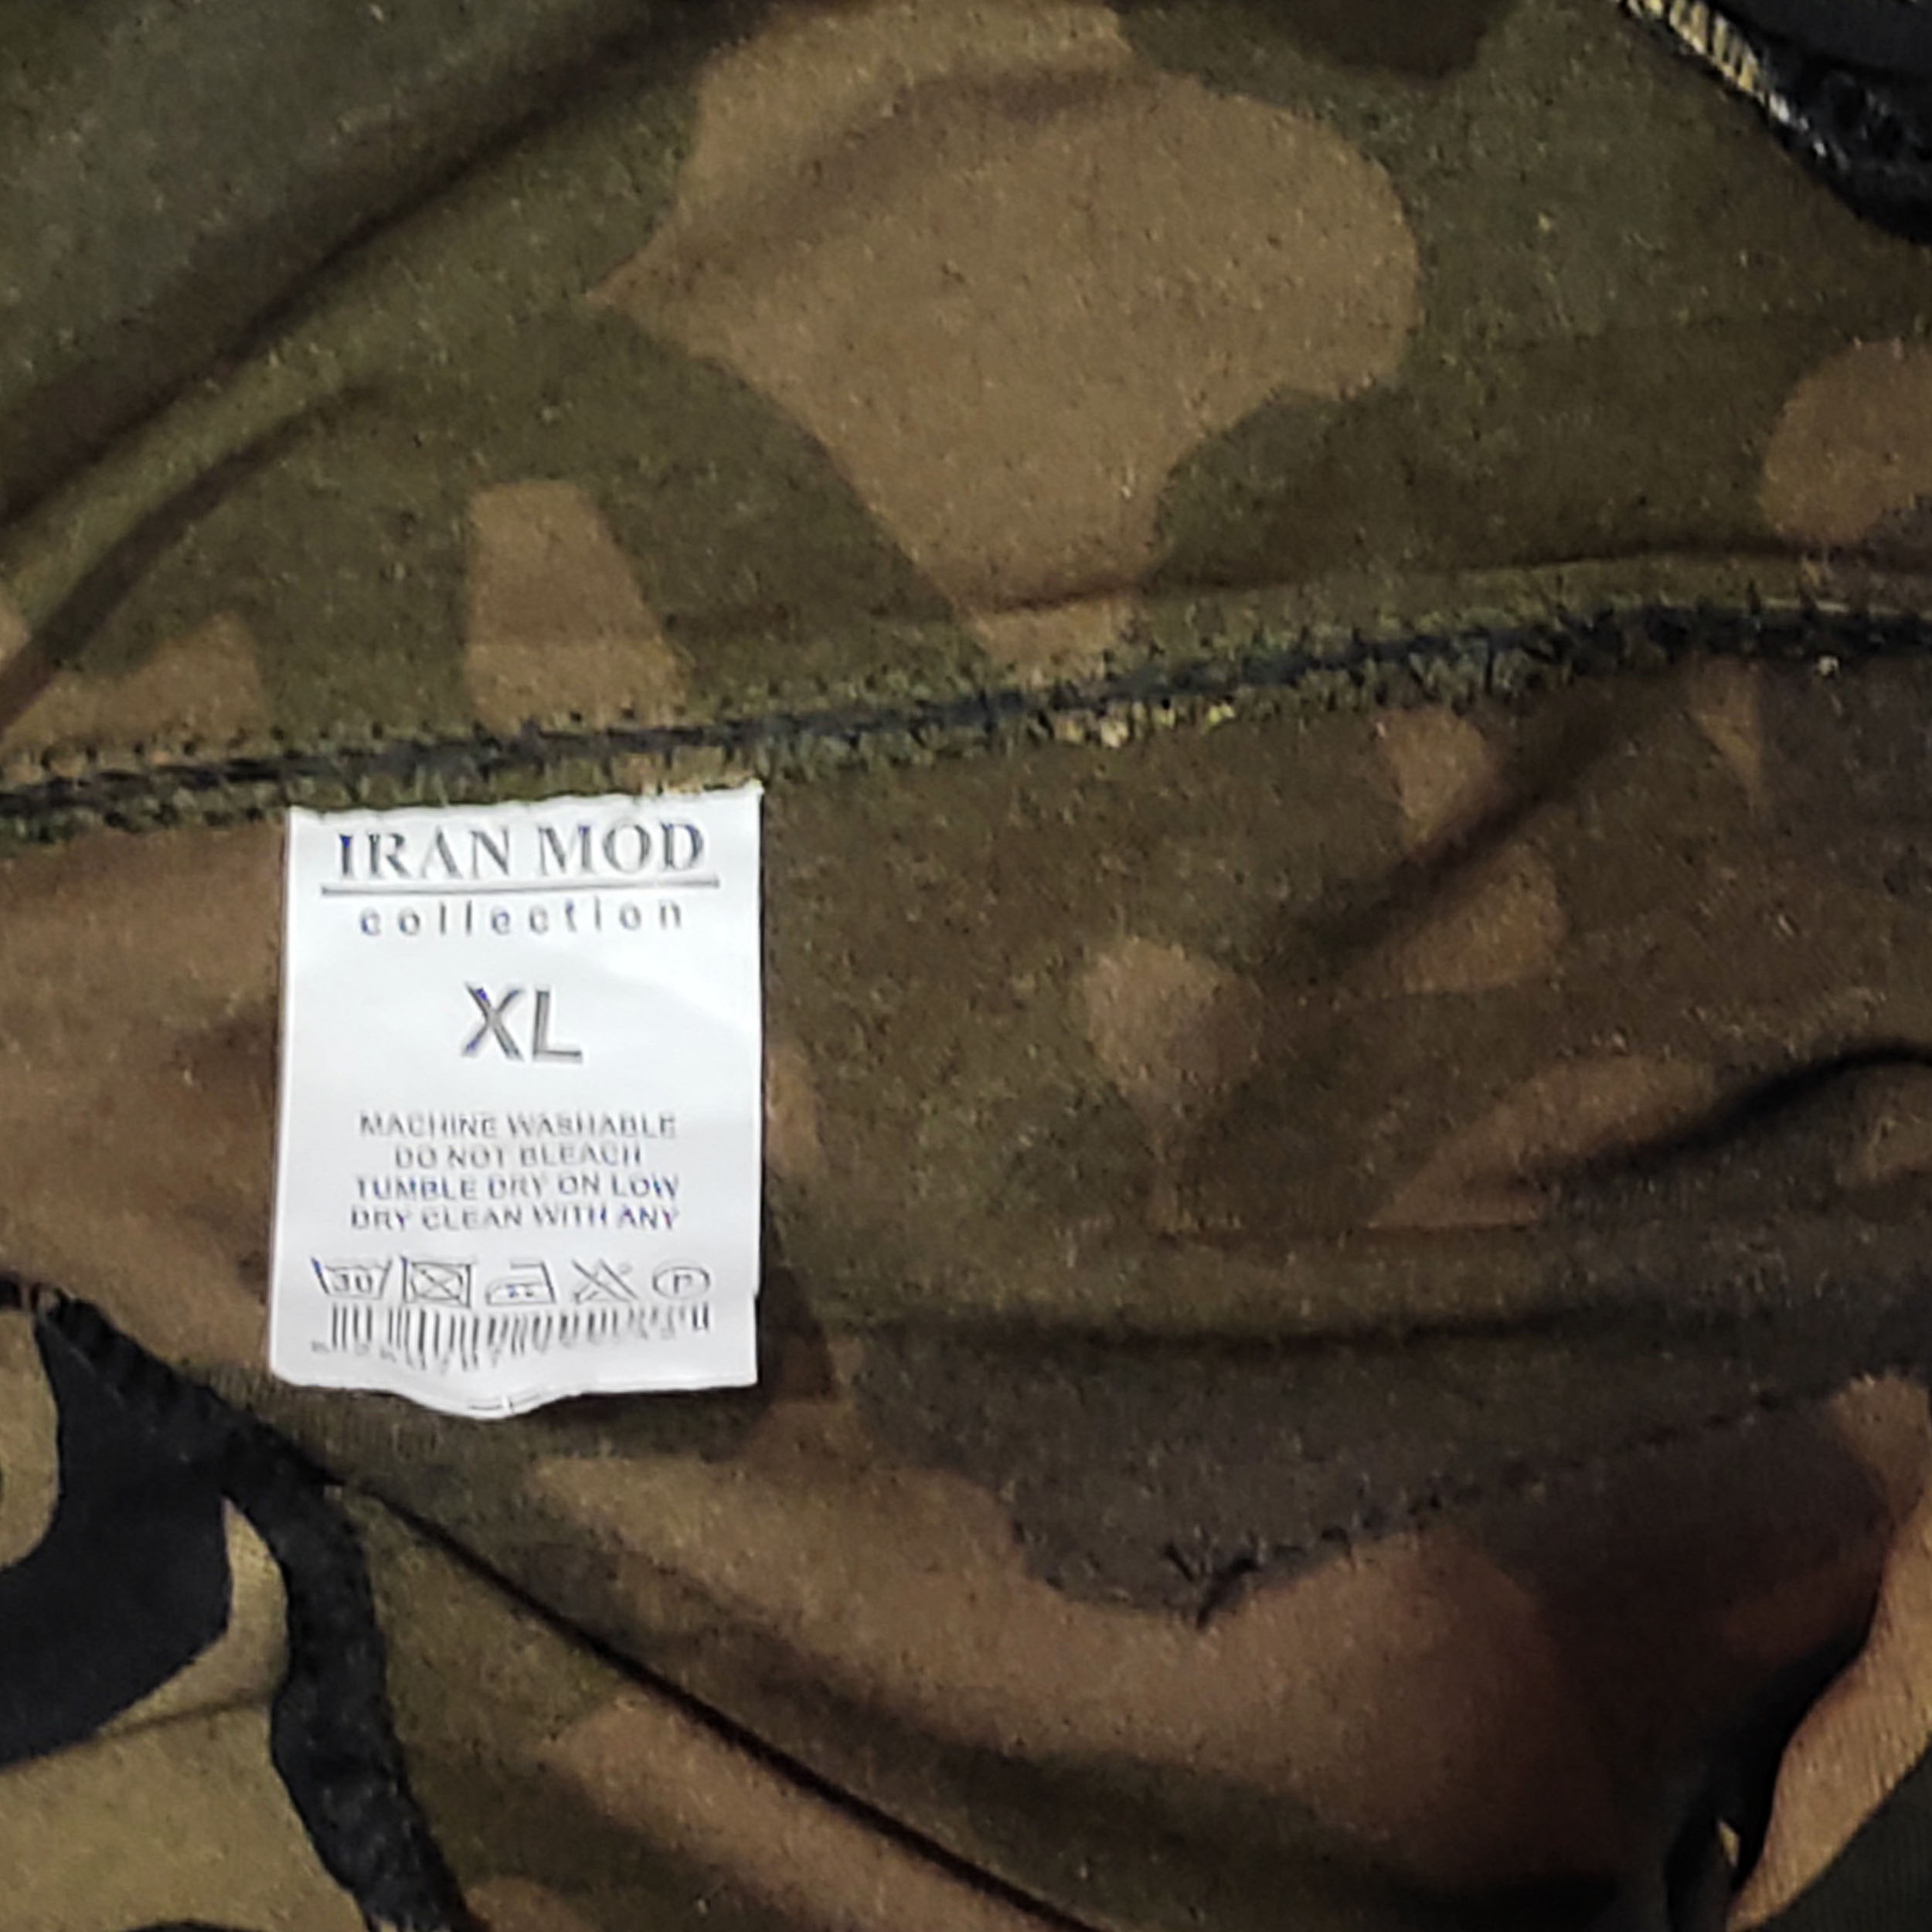 IRAN MOD
collection
XL
MACHINE WASHABLE
DO NOT BLEACH
TUMBLE DRY ON LOW
DRY CLEAN WITH ANY
30 P